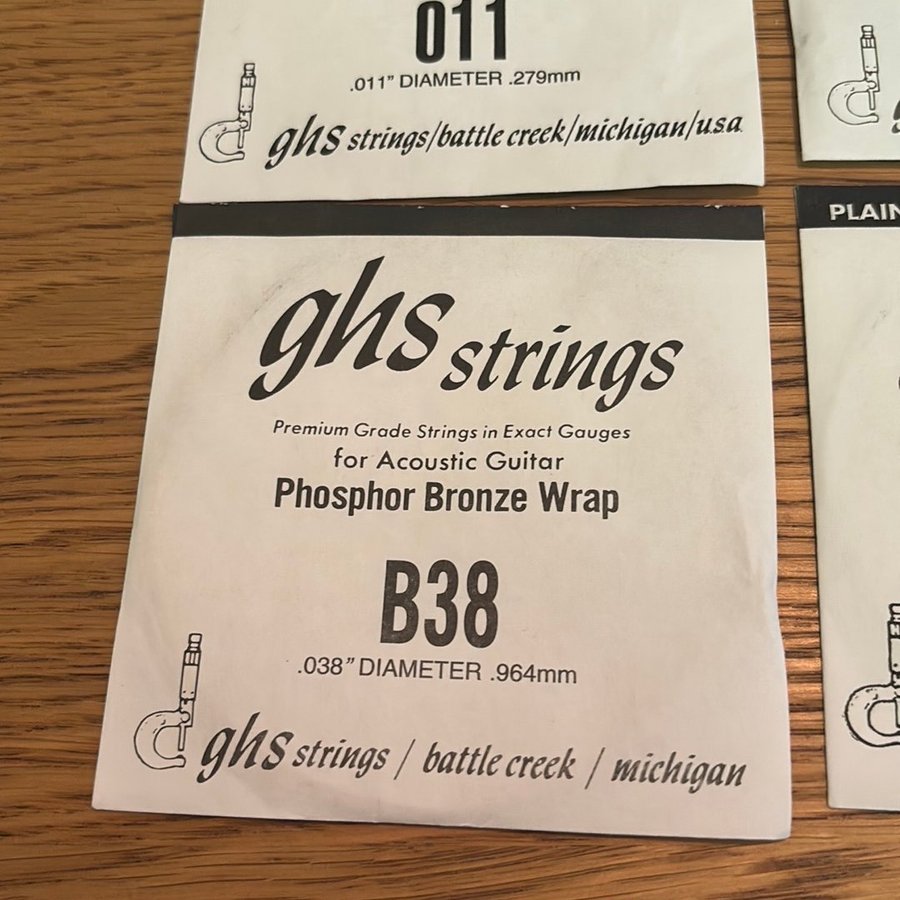 011
.011” DIAMETER .279mm
ghs strings/battle creek/michigan/u.s.a.
PLAIN
ghs strings
Premium Grade Strings in Exact Gauges
for Acoustic Guitar
Phosphor Bronze Wrap
B38
.038” DIAMETER .964mm
ghs strings / battle creek / michigan